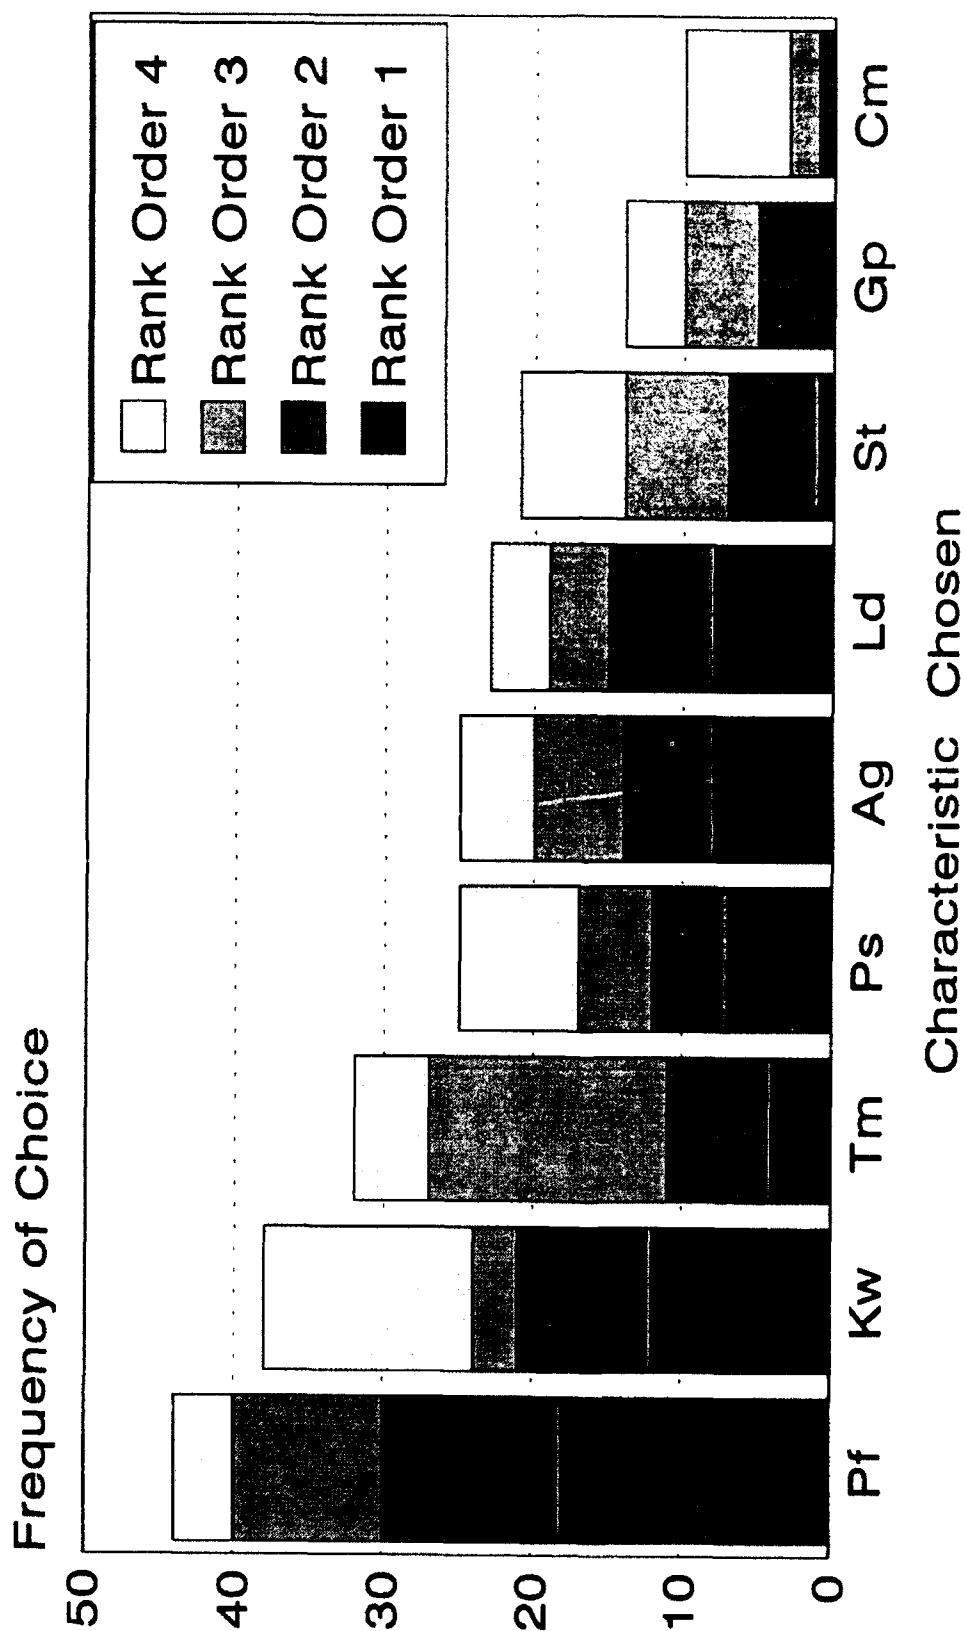 Frequency of Choice
50
40
30
20
10
0
Rank Order 4
Rank Order 3
Rank Order 2
Rank Order 1
Pf Kw Tm Ps Ag Ld St Gp Cm
Characteristic Chosen